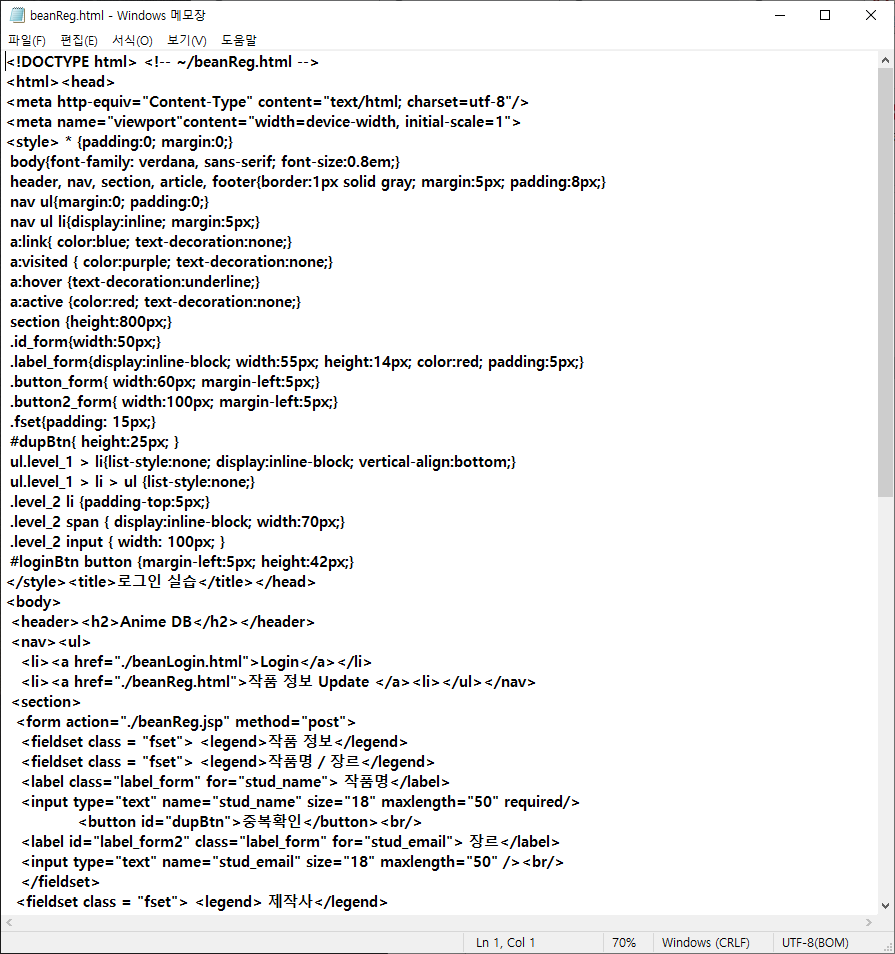 beanReg.html - Windows 메모장
파일(F) 편집(E) 서식(O) 보기(V) 도움말
<!DOCTYPE html> <!-- ~/beanReg.html -->
<html><head>
<meta http-equiv="Content-Type" content="text/html; charset=utf-8"/>
<meta name="viewport"content="width=device-width, initial-scale=1">
<style> * {padding:0; margin:0;}
body{font-family: verdana, sans-serif; font-size:0.8em;}
header, nav, section, article, footer{border:1px solid gray; margin:5px; padding:8px;}
nav ul{margin:0; padding:0;}
nav ul li{display:inline; margin:5px;}
a:link{ color:blue; text-decoration:none;}
a:visited { color:purple; text-decoration:none;}
a:hover {text-decoration:underline;}
a:active {color:red; text-decoration:none;}
section {height:800px;}
.id_form{width:50px;}
.label_form{display:inline-block; width:55px; height:14px; color:red; padding:5px;}
.button_form{ width:60px; margin-left:5px;}
.button2_form{ width:100px; margin-left:5px;}
.fset{padding: 15px;}
#dupBtn{ height:25px; }
ul.level_1 > li{list-style:none; display:inline-block; vertical-align:bottom;}
ul.level_1 > li > ul {list-style:none;}
.level_2 li {padding-top:5px;}
.level_2 span { display:inline-block; width:70px;}
.level_2 input { width: 100px; }
#loginBtn button {margin-left:5px; height:42px;}
</style><title>로그인 실습</title></head>
<body>
<header><h2>Anime DB</h2></header>
<nav><ul>
<li><a href="./beanLogin.html">Login</a></li>
<li><a href="./beanReg.html">작품 정보 Update </a><li></ul></nav>
<section>
<form action="./beanReg.jsp" method="post">
<fieldset class = "fset"> <legend>작품 정보</legend>
<fieldset class = "fset"> <legend>작품명 / 장르</legend>
<label class="label_form" for="stud_name"> 작품명</label>
<input type="text" name="stud_name" size="18" maxlength="50" required/>
<button id="dupBtn">중복확인</button><br/>
<label id="label_form2" class="label_form" for="stud_email"> 장르</label>
<input type="text" name="stud_email" size="18" maxlength="50" /><br/>
</fieldset>
<fieldset class = "fset"> <legend> 제작사</legend>
Ln 1, Col 1 70% Windows (CRLF) UTF-8(BOM)